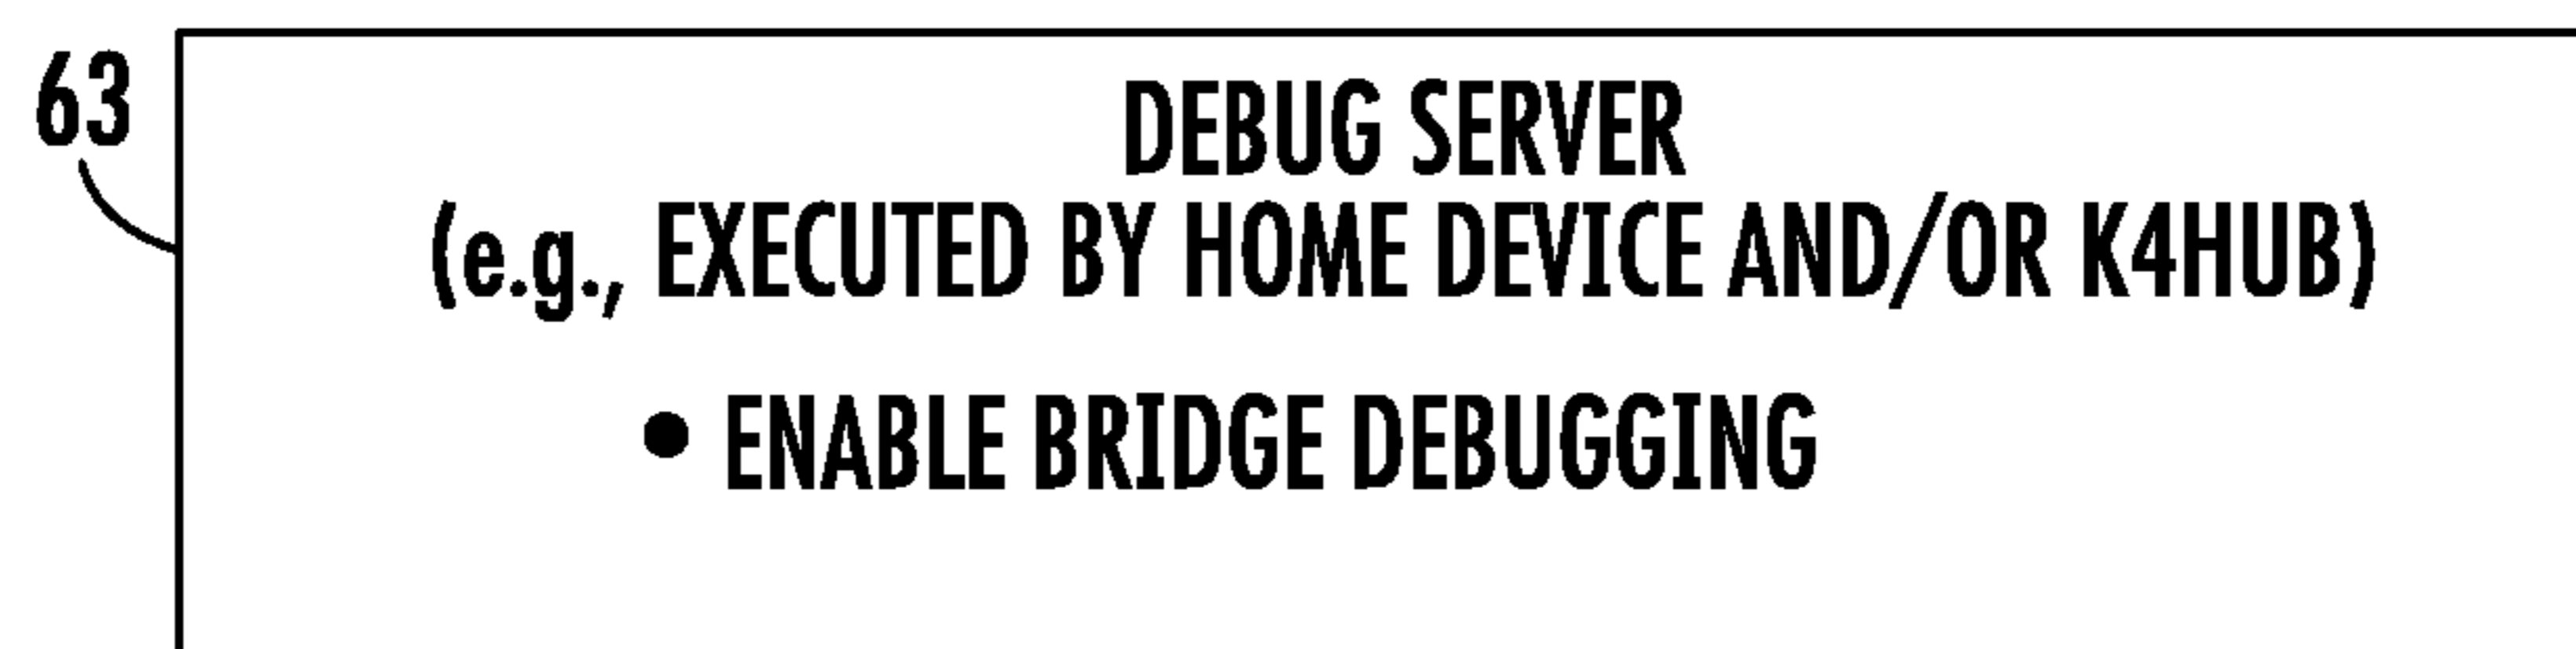 63
DEBUG SERVER
(e.g., EXECUTED BY HOME DEVICE AND/OR K4HUB)
• ENABLE BRIDGE DEBUGGING